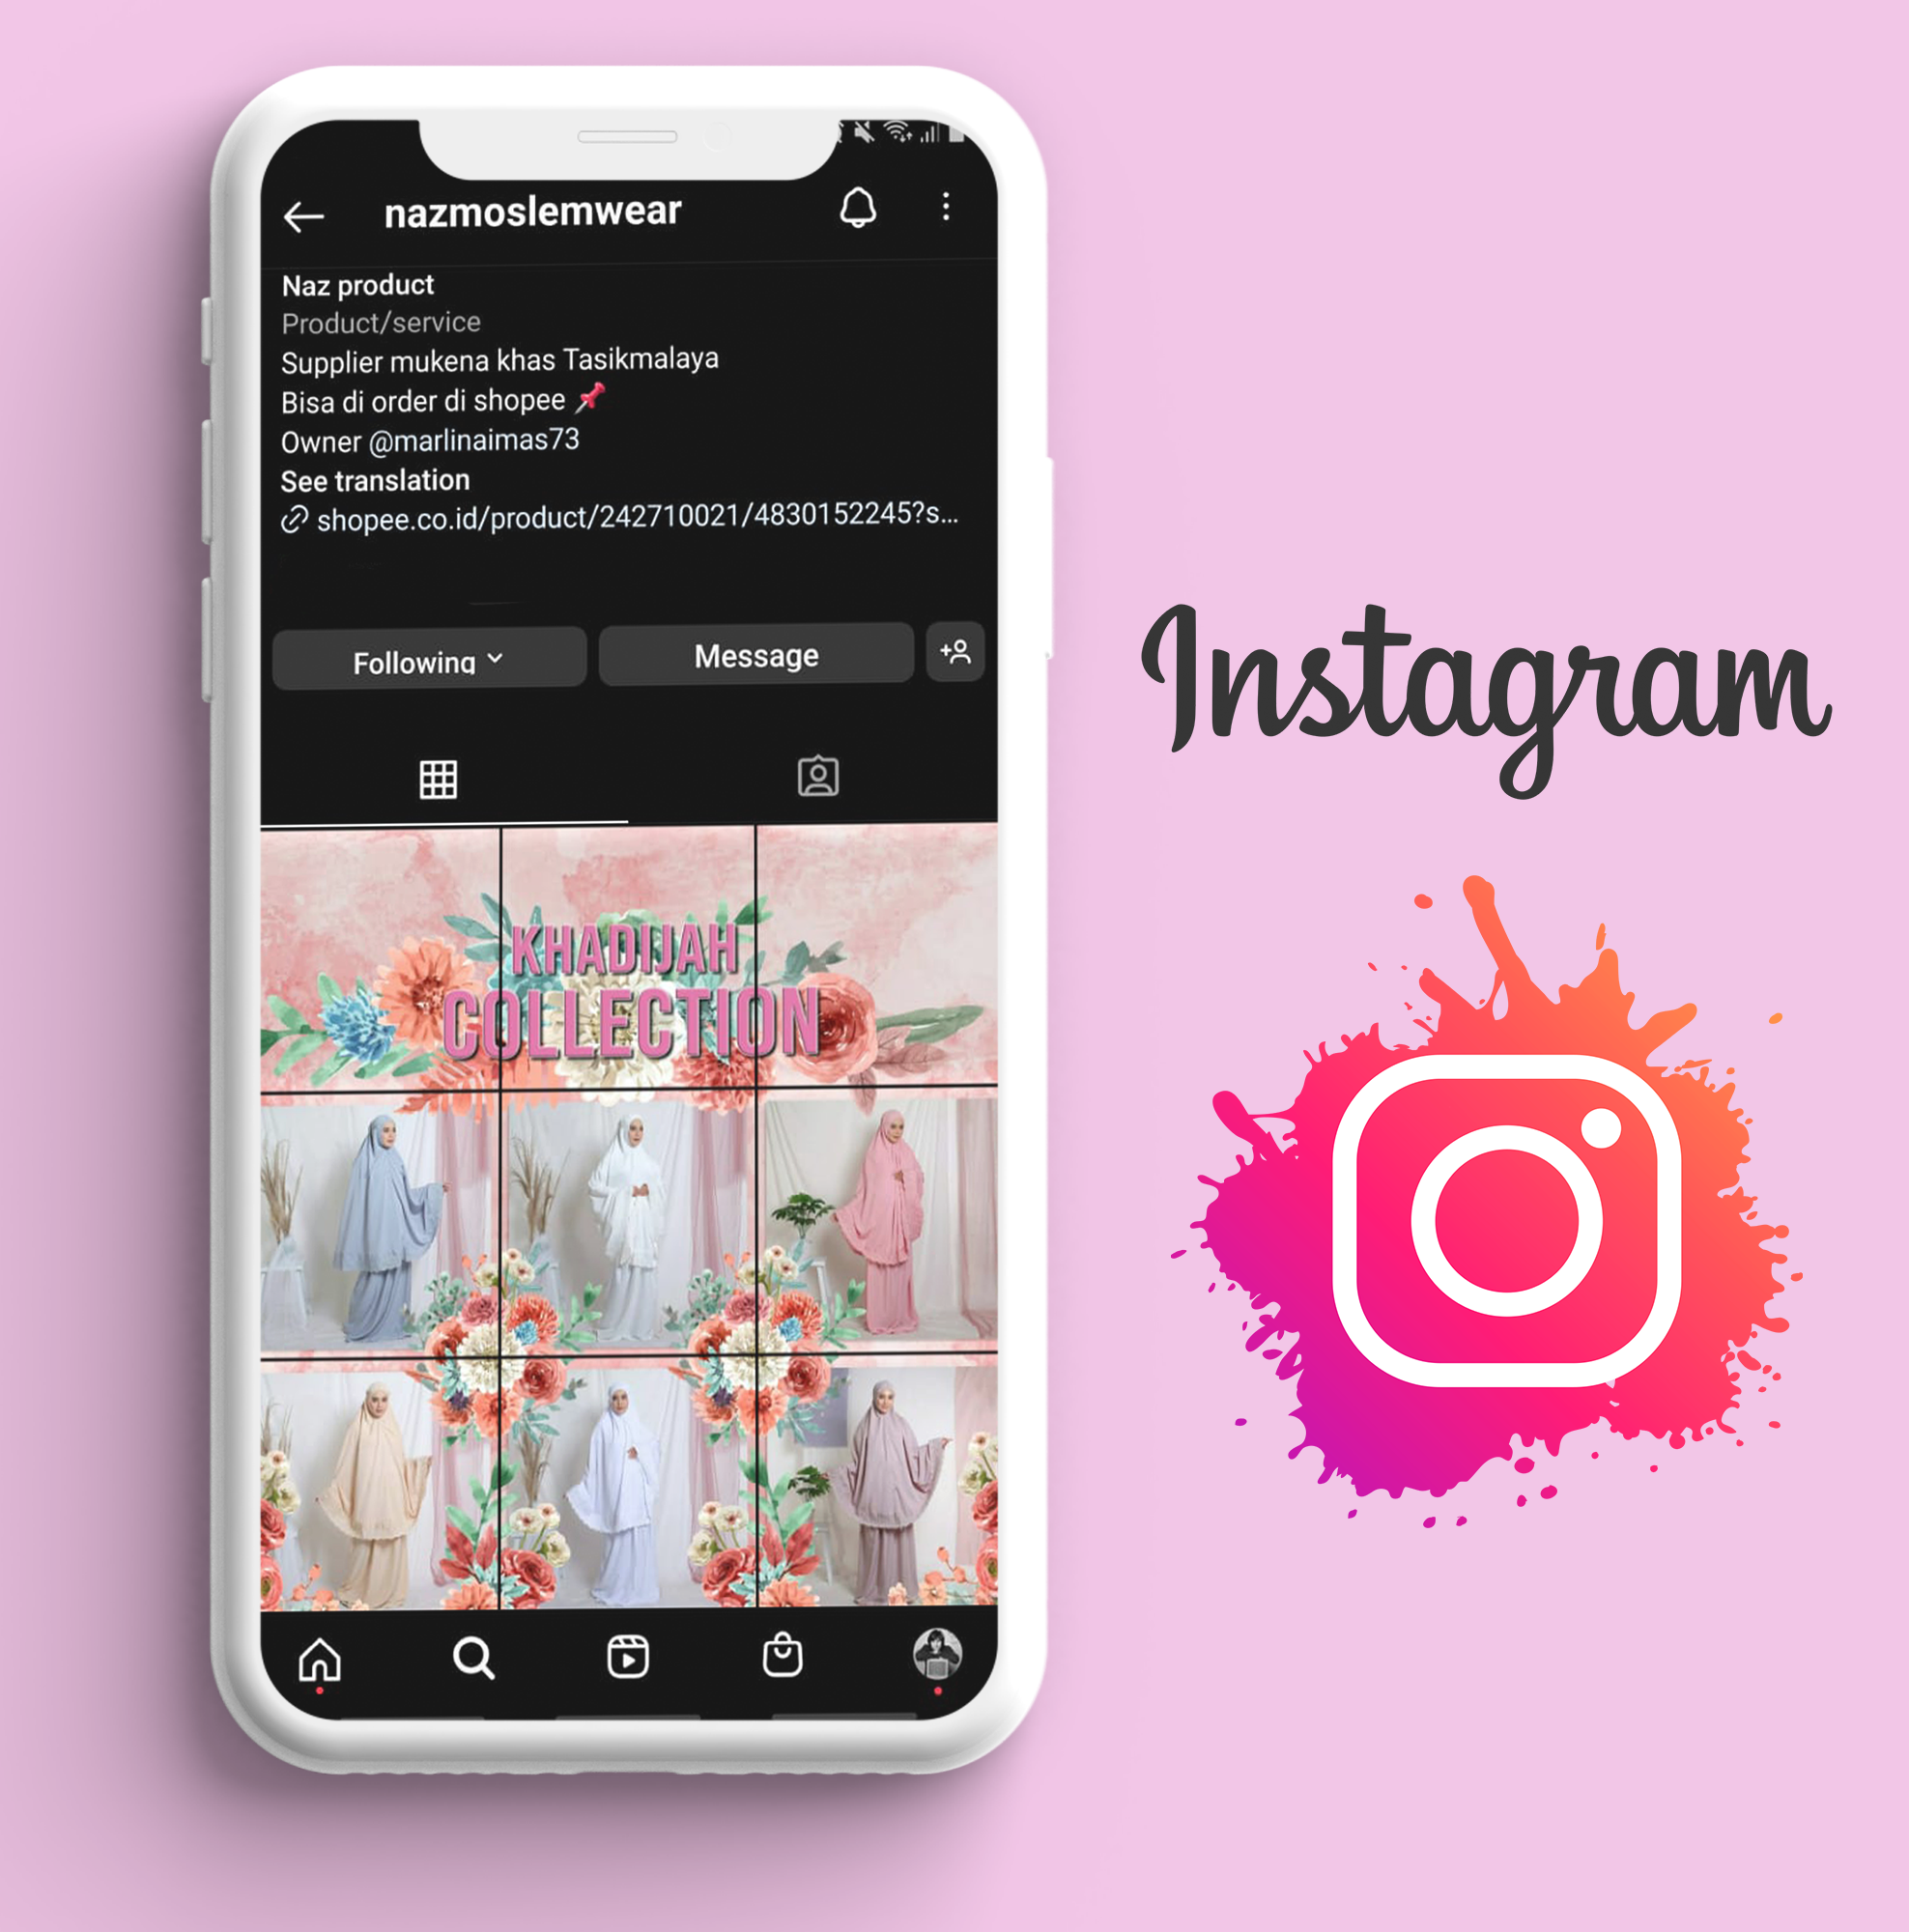 nazmoslemwear
Naz product
Product/service
Supplier mukena khas Tasikmalaya
Bisa di order di shopee 📌
Owner @marlinaimas73
See translation
shopee.co.id/product/242710021/4830152245?s...
Following
Message
KHADIJAH
COLLECTION
Instagram